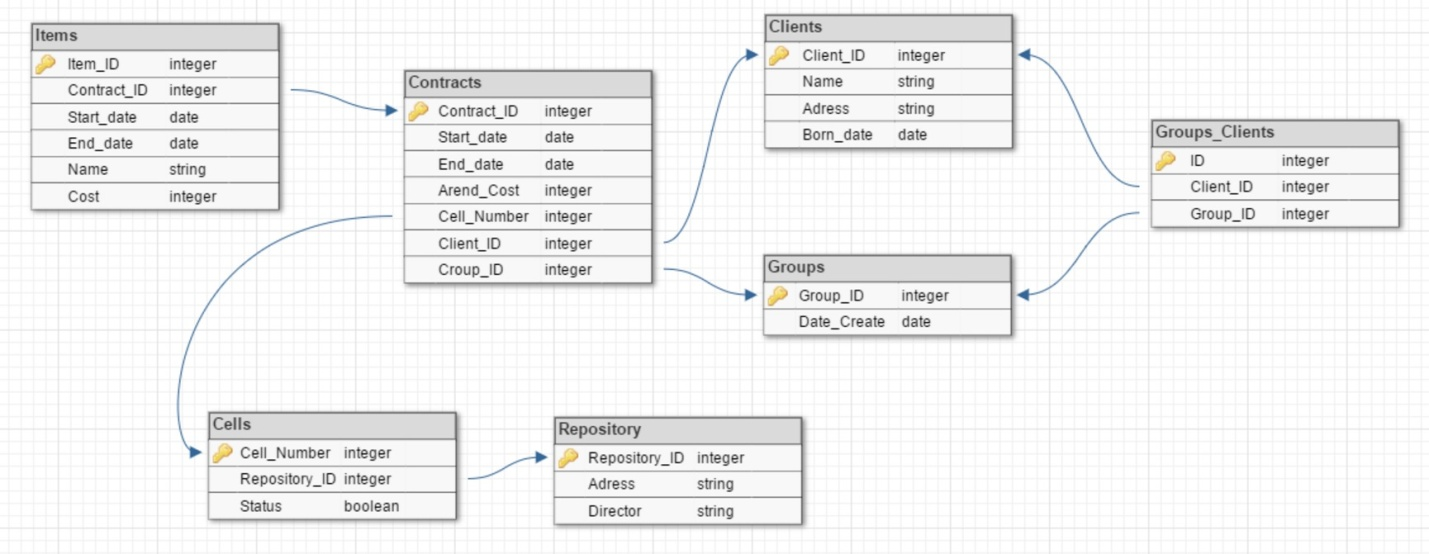 Items
Item_ID integer
Contract_ID integer
Start_date date
End_date date
Name string
Cost integer
Contracts
Contract_ID integer
Start_date date
End_date date
Arend_Cost integer
Cell_Number integer
Client_ID integer
Croup_ID integer
Clients
Client_ID integer
Name string
Adress string
Born_date date
Groups_Clients
ID integer
Client_ID integer
Group_ID integer
Groups
Group_ID integer
Date_Create date
Cells
Cell_Number integer
Repository_ID integer
Status boolean
Repository
Repository_ID integer
Adress string
Director string